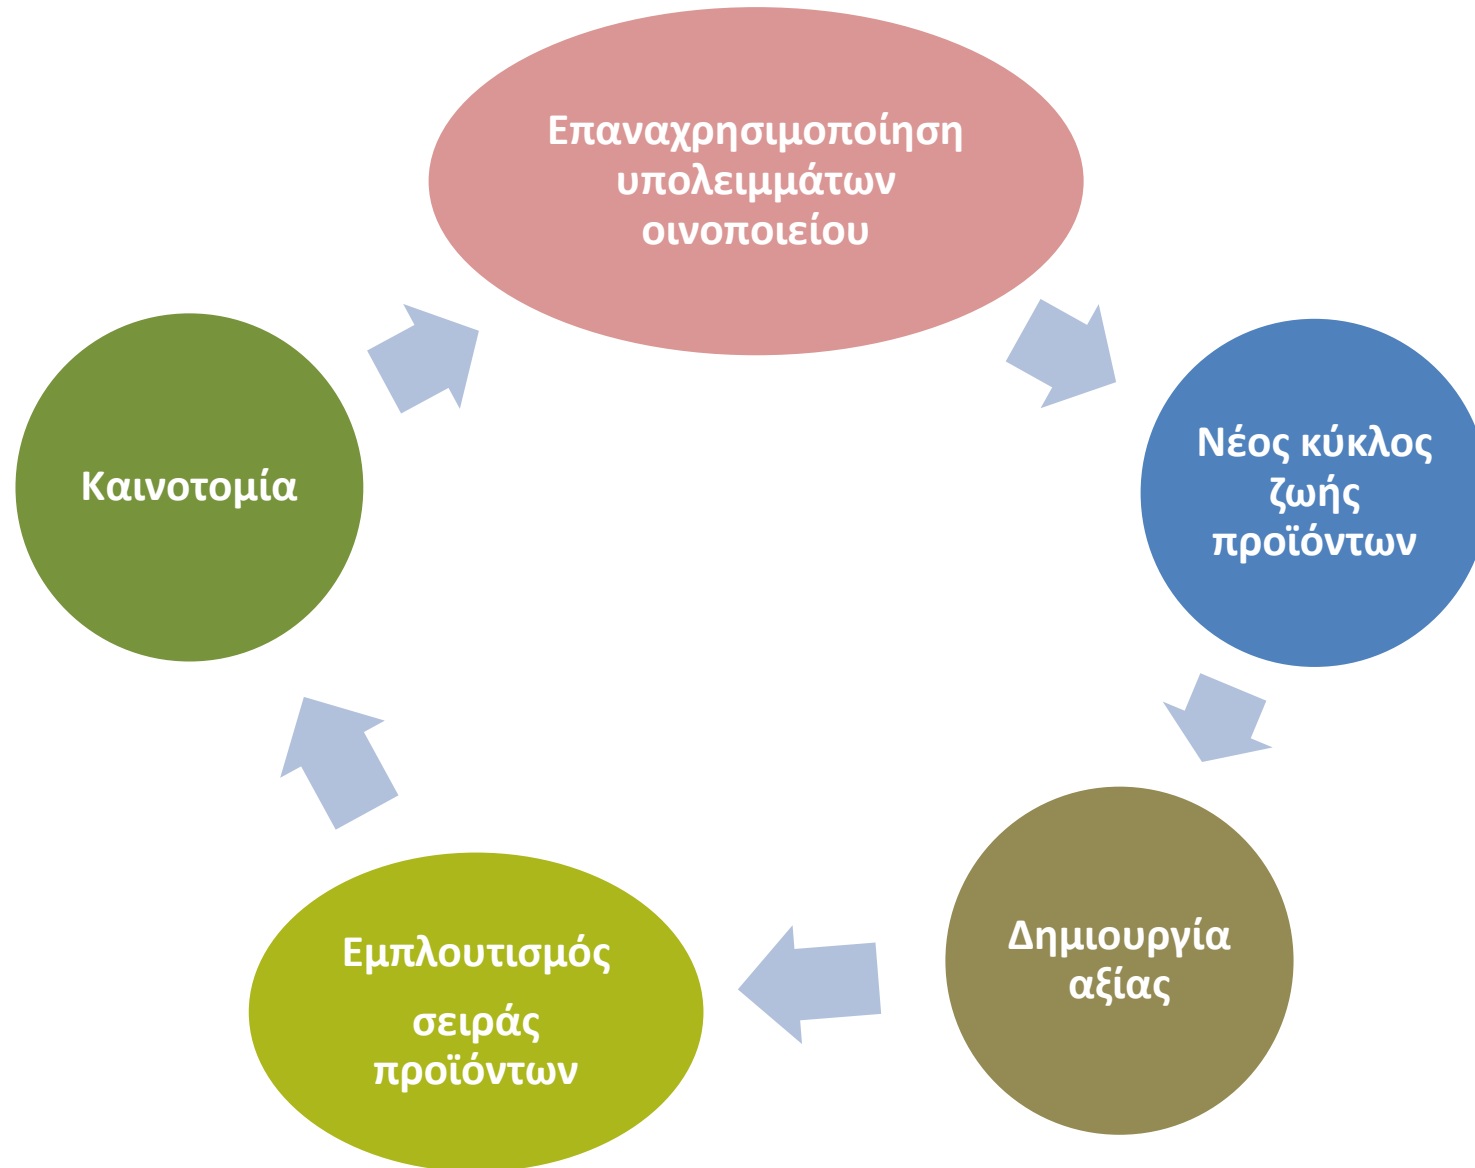 Επαναχρησιμοποίηση
υπολειμμάτων
οινοποιείου
Νέος κύκλος
ζωής
προϊόντων
Δημιουργία
αξίας
Εμπλουτισμός
σειράς
προϊόντων
Καινοτομία